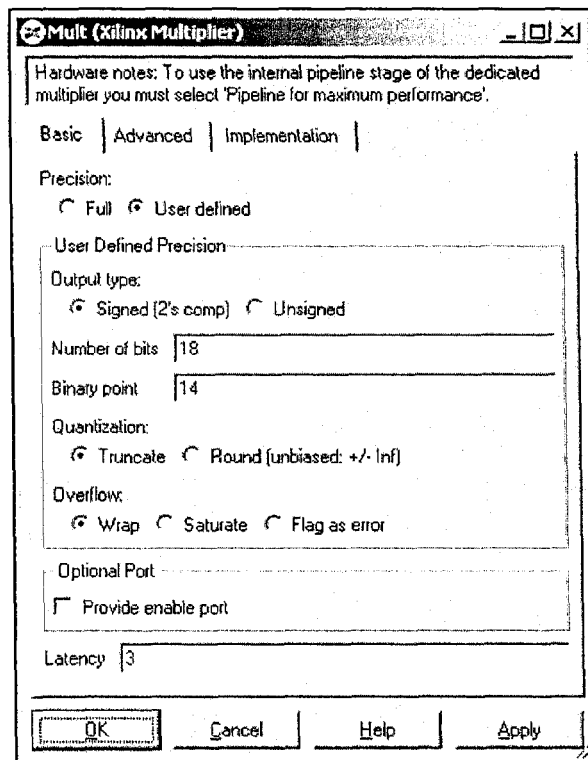 Mult (Xilinx Multiplier)
Hardware notes: To use the internal pipeline stage of the dedicated
multiplier you must select 'Pipeline for maximum performance'.
Basic Advanced Implementation
Precision:
Full User defined
User Defined Precision
Output type:
Signed (2's comp) Unsigned
Number of bits 18
Binary point 14
Quantization:
Truncate Round (unbiased: +/- Inf)
Overflow:
Wrap Saturate Flag as error
Optional Port
Provide enable port
Latency 3
OK Cancel Help Apply